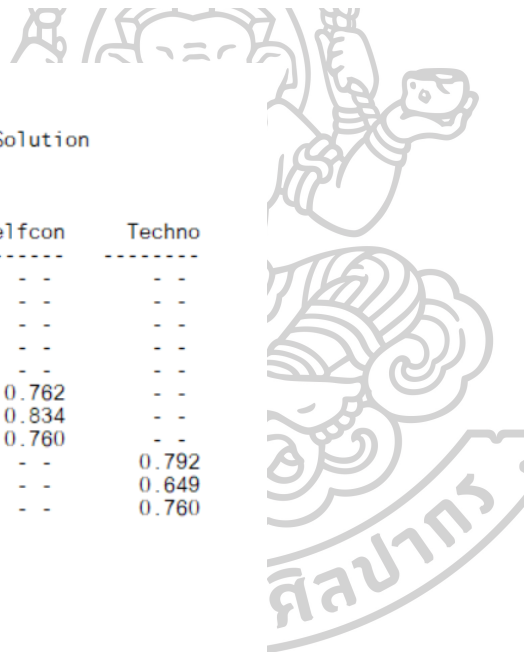 Solution
elfcon Techno
------ --------
- - - -
- - - -
- - - -
- - - -
- - - -
0.762 - -
0.834 - -
0.760 - -
- - 0.792
- - 0.649
- - 0.760
ศิลปากร